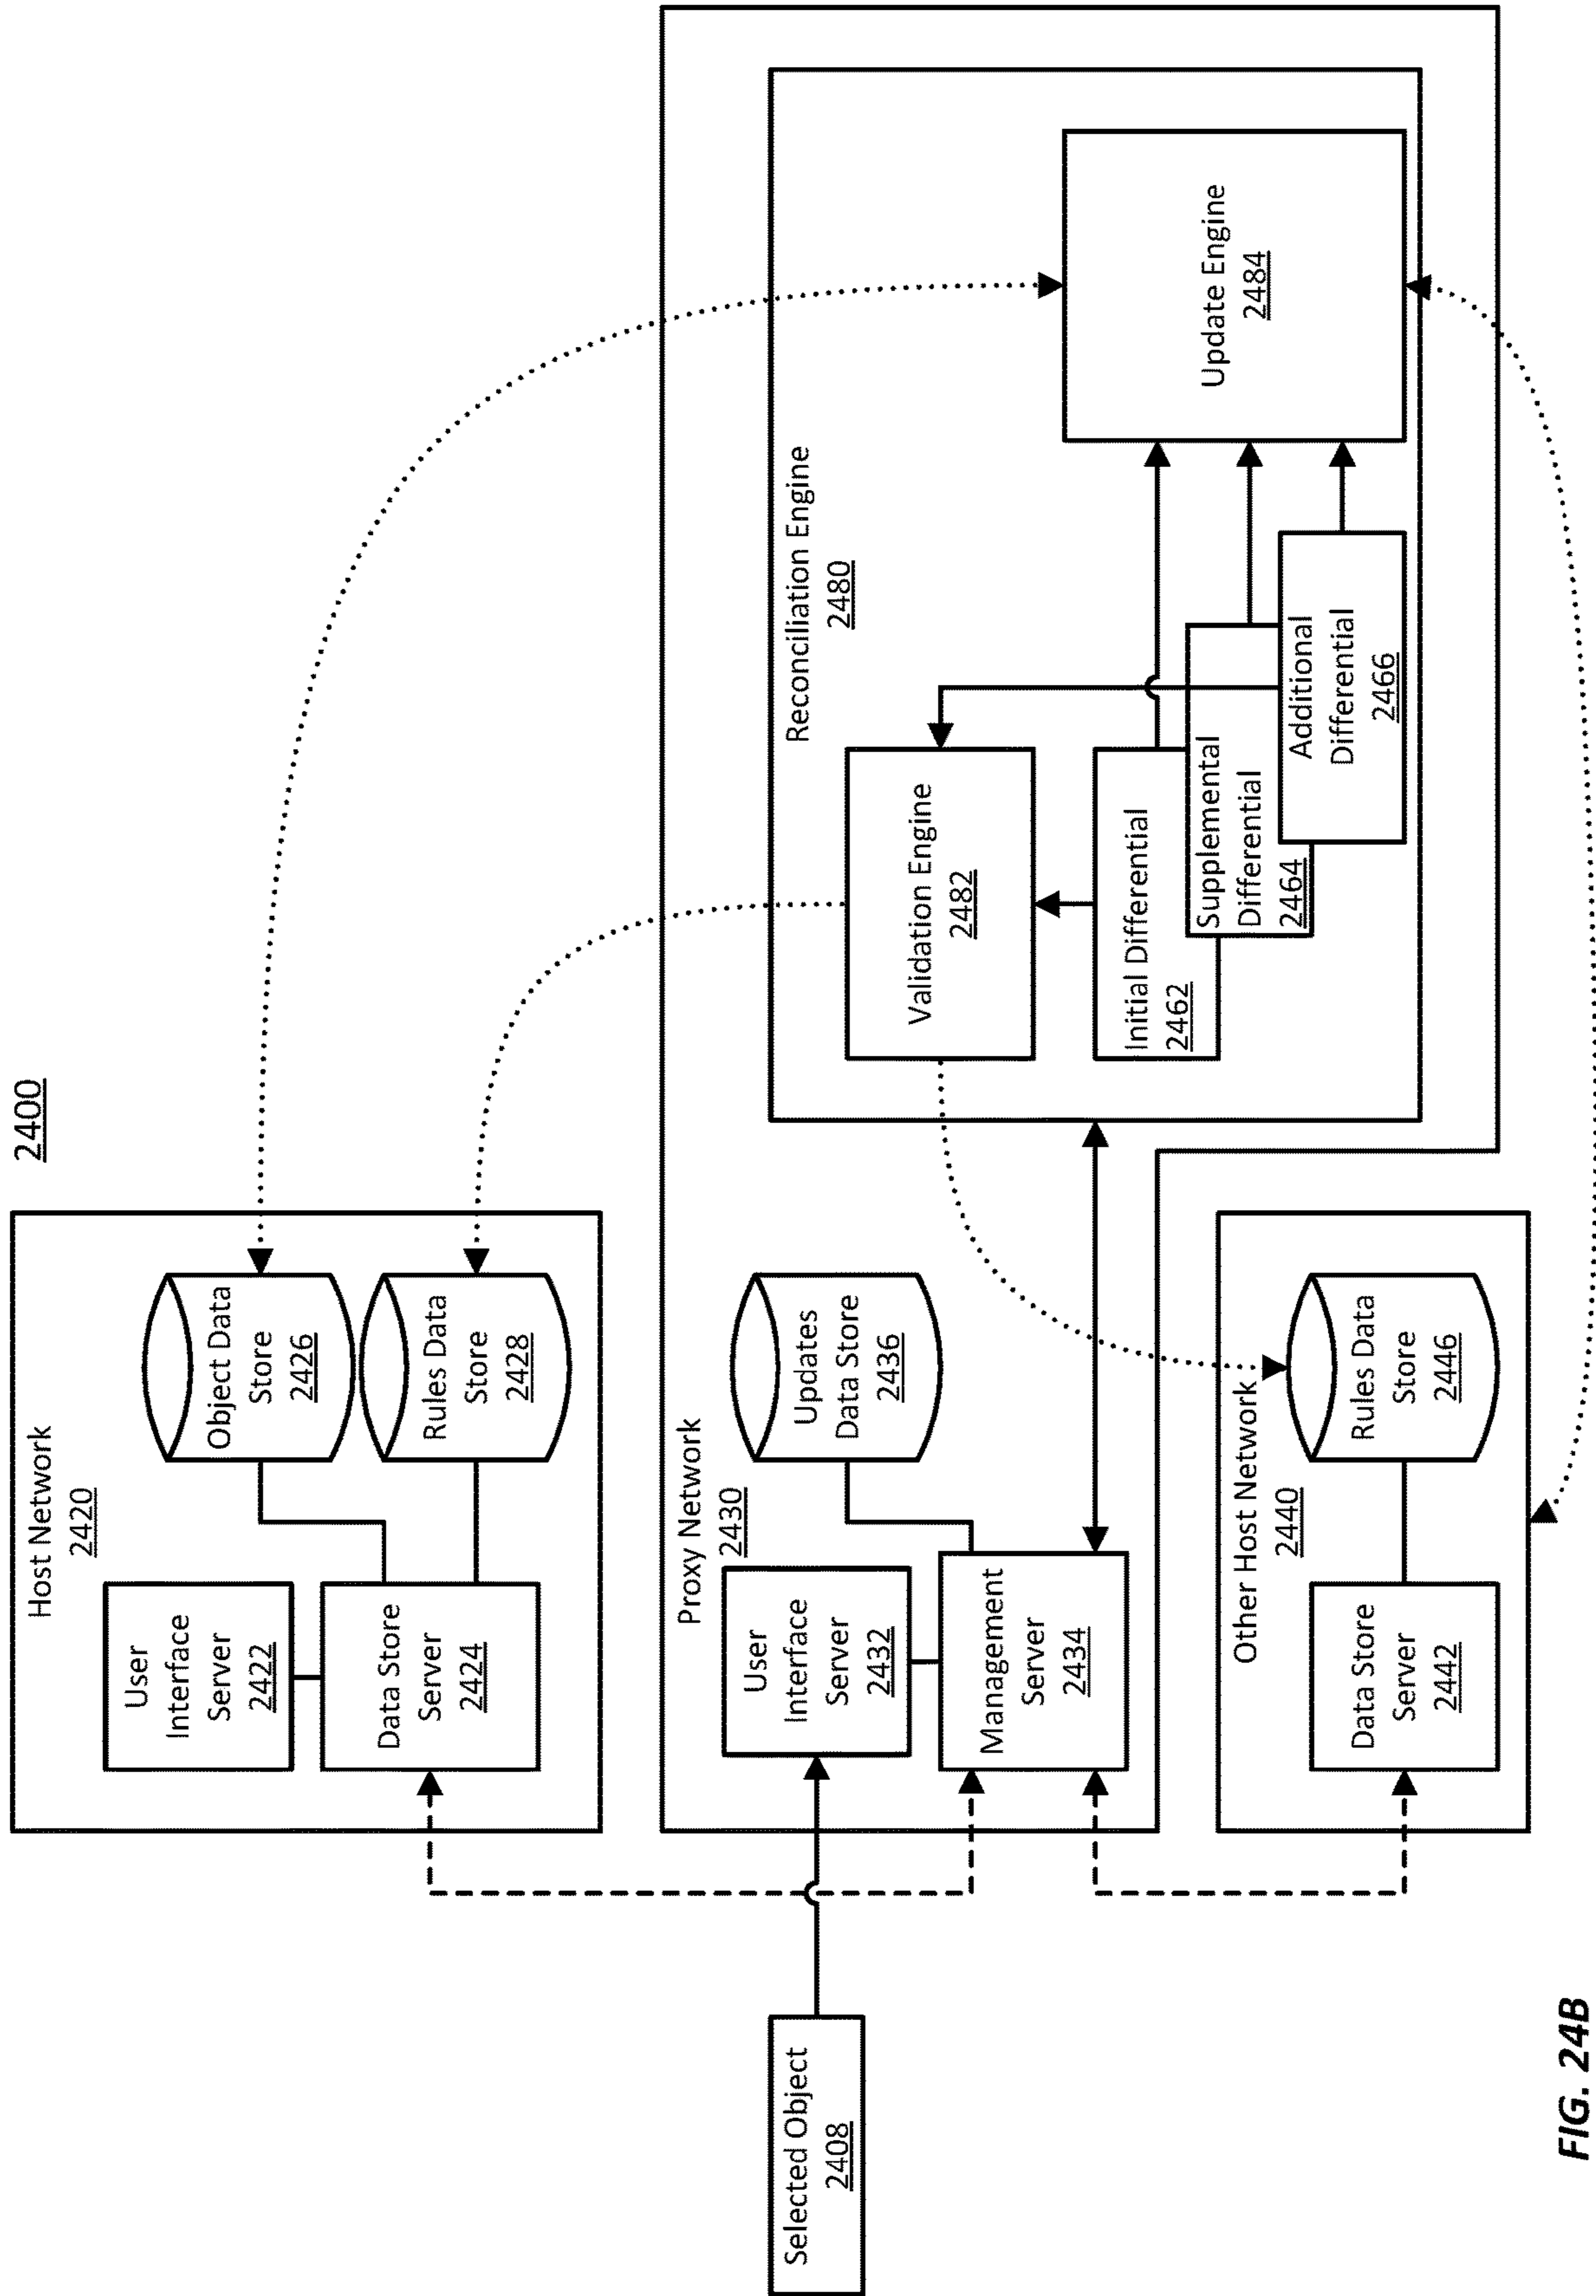 2400
Host Network
2420
User
Interface
Server
2422
Data Store
Server
2424
Object Data
Store
2426
Rules Data
Store
2428
Selected Object
2408
Proxy Network
2430
User
Interface
Server
2432
Management
Server
2434
Updates
Data Store
2436
Reconciliation Engine
2480
Validation Engine
2482
Initial Differential
2462
Supplemental
Differential
2464
Additional
Differential
2466
Update Engine
2484
Other Host Network
2440
Data Store
Server
2442
Rules Data
Store
2446
FIG. 24B